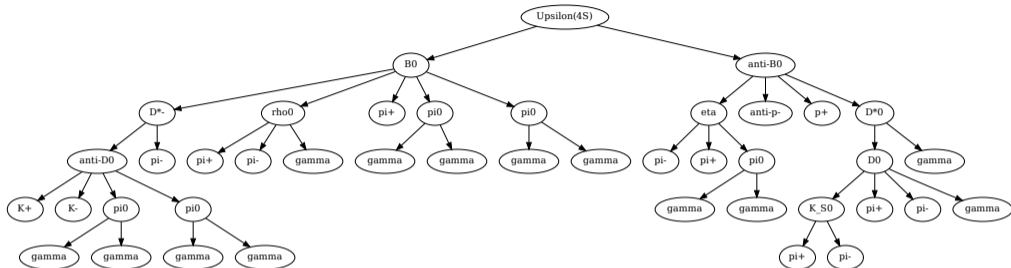 Upsilon(4S)
B0 anti-B0
D*- rho0 pi+ pi0 pi0 eta anti-p- p+ D*0
anti-D0 pi- pi+ pi- gamma gamma gamma gamma gamma pi- pi+ pi0 D0 gamma
K+ K- pi0 pi0 gamma gamma K_S0 pi+ pi- gamma
gamma gamma gamma gamma pi+ pi-